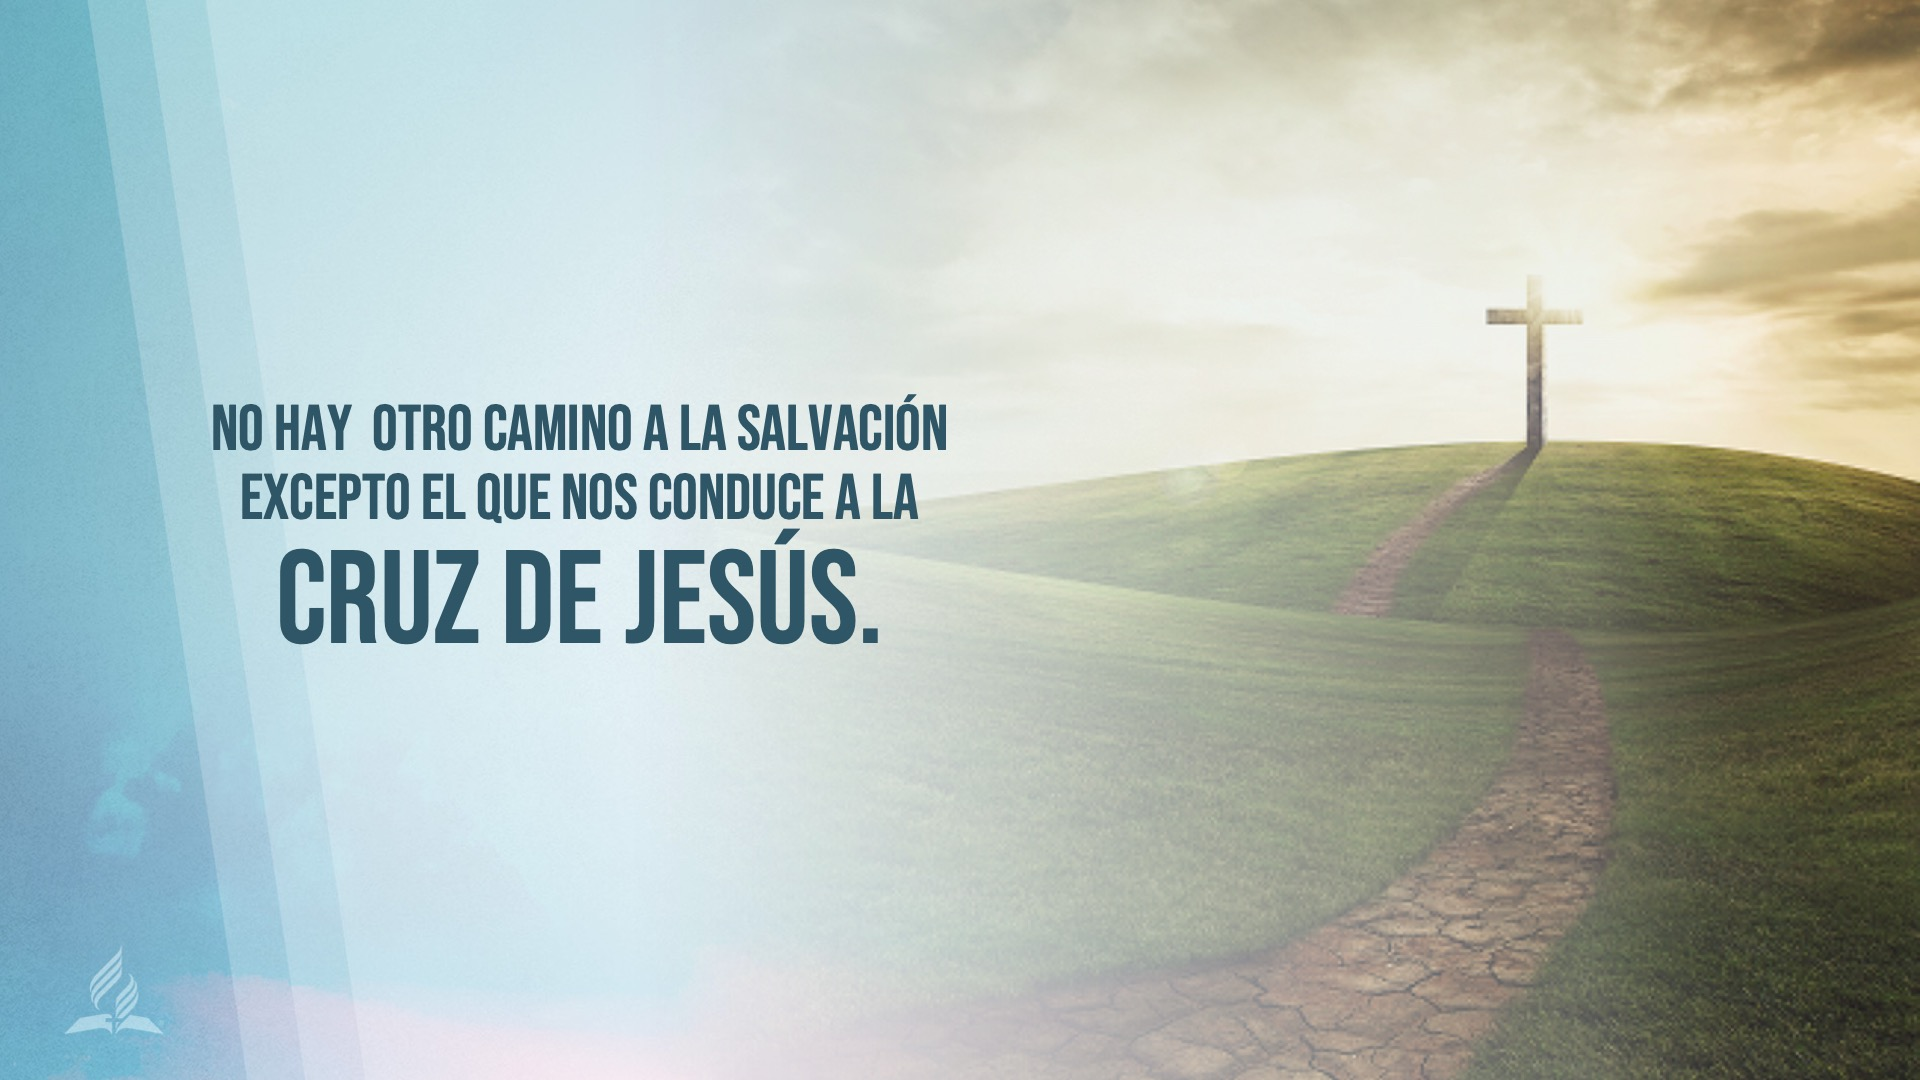 NO HAY  OTRO CAMINO A LA SALVACIÓN
EXCEPTO EL QUE NOS CONDUCE A LA
CRUZ DE JESÚS.